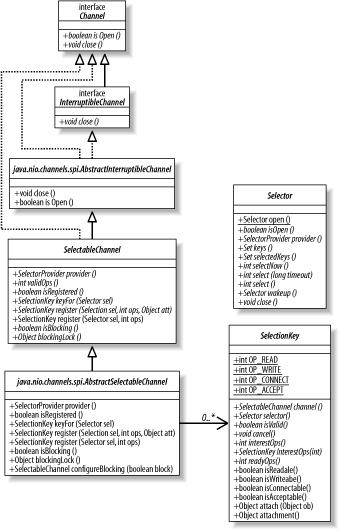 interface
Channel
+boolean is Open ()
+void close ()
interface
InterruptibleChannel
+void close ()
java.nio.channels.spi.AbstractInterruptibleChannel
+void close ()
+boolean is Open ()
SelectableChannel
+SelectorProvider provider ()
+int validOps ()
+boolean isRegistered ()
+SelectionKey keyFor (Selector sel)
+SelectionKey register (Selection sel, int ops, Object att)
+SelectionKey register (Selector sel, int ops)
+boolean isBlocking ()
+Object blockingLock ()
java.nio.channels.spi.AbstractSelectableChannel
+SelectorProvider provider ()
+boolean isRegistered ()
+SelectionKey keyFor (Selector sel)
+SelectionKey register (Selection sel, int ops, Object att)
+SelectionKey register (Selector sel, int ops)
+boolean isBlocking ()
+Object blockingLock ()
+SelectableChannel configureBlocking (boolean block)
0..*
Selector
+Selector open ()
+boolean isOpen ()
+SelectorProvider provider ()
+Set keys ()
+Set selectedKeys ()
+int selectNow ()
+int select (long timeout)
+int select ()
+Selector wakeup ()
+void close ()
SelectionKey
+int OP_READ
+int OP_WRITE
+int OP_CONNECT
+int OP_ACCEPT
+SelectableChannel channel ()
+Selector selector()
+boolean isValid()
+void cancel()
+int interestOps()
+SelectionKey InterestOps(int)
+int readyOps()
+boolean isReadale()
+boolean isWriteabe()
+boolean isConnectable()
+boolean isAcceptable()
+Object attach (Object ob)
+Object attachment()